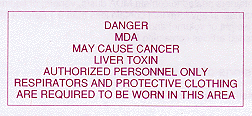 DANGER
MDA
MAY CAUSE CANCER
LIVER TOXIN
AUTHORIZED PERSONNEL ONLY
RESPIRATORS AND PROTECTIVE CLOTHING
ARE REQUIRED TO BE WORN IN THIS AREA